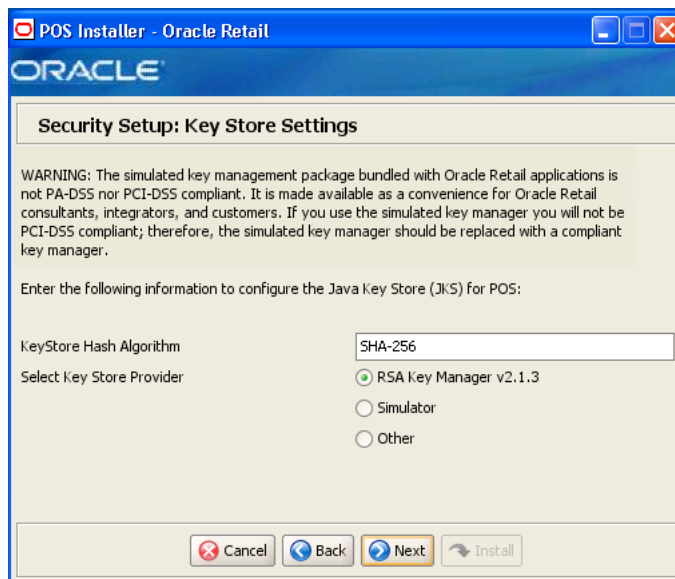 POS Installer - Oracle Retail
ORACLE
Security Setup: Key Store Settings
WARNING: The simulated key management package bundled with Oracle Retail applications is
not PA-DSS nor PCI-DSS compliant. It is made available as a convenience for Oracle Retail
consultants, integrators, and customers. If you use the simulated key manager you will not be
PCI-DSS compliant; therefore, the simulated key manager should be replaced with a compliant
key manager.
Enter the following information to configure the Java Key Store (JKS) for POS:
KeyStore Hash Algorithm SHA-256
Select Key Store Provider RSA Key Manager v2.1.3
Simulator
Other
Cancel Back Next Install